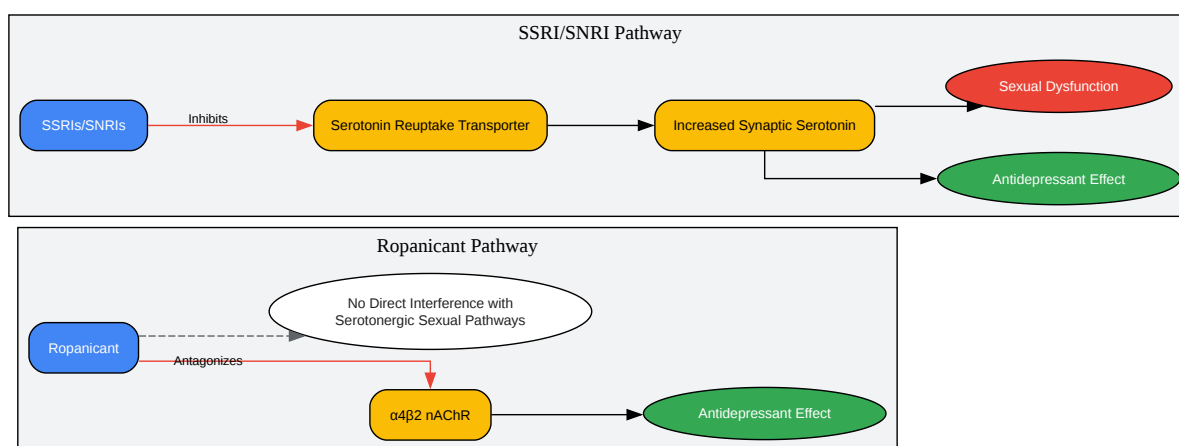 SSRI/SNRI Pathway
SSRIs/SNRIs
Inhibits
Serotonin Reuptake Transporter
Increased Synaptic Serotonin
Sexual Dysfunction
Antidepressant Effect
Ropanicant Pathway
No Direct Interference with
Serotonergic Sexual Pathways
Ropanicant
Antagonizes
α4β2 nAChR
Antidepressant Effect